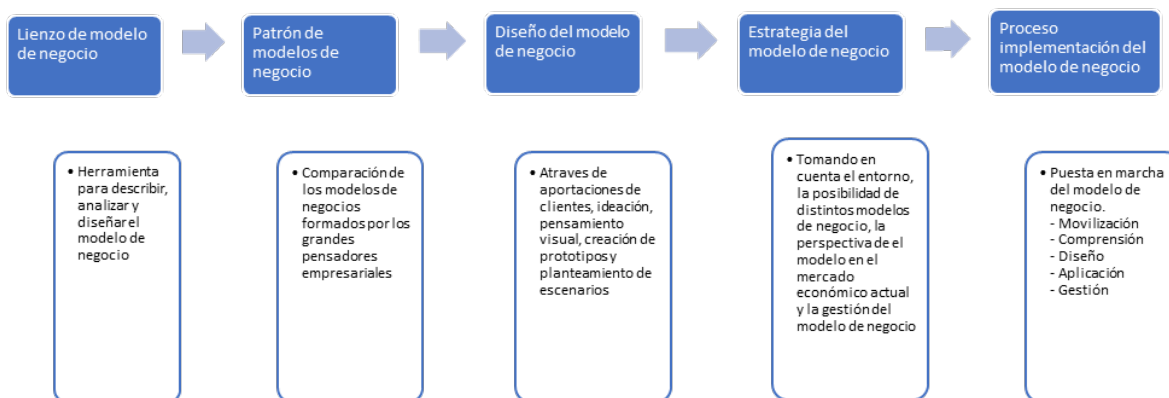 Lienzo de modelo
de negocio
Patrón de
modelos de
negocio
Diseño del modelo
de negocio
Estrategia del
modelo de negocio
Proceso
implementación del
modelo de negocio
• Herramienta
para describir,
analizar y
diseñar el
modelo de
negocio
• Comparación de
los modelos de
negocios
formados por los
grandes
pensadores
empresariales
• Atraves de
aportaciones de
clientes, ideación,
pensamiento
visual, creación de
prototipos y
planteamiento de
escenarios
• Tomando en
cuenta el entorno,
la posibilidad de
distintos modelos
de negocio, la
perspectiva de el
modelo en el
mercado
económico actual
y la gestión del
modelo de negocio
• Puesta en marcha
del modelo de
negocio.
- Movilización
- Comprensión
- Diseño
- Aplicación
- Gestión